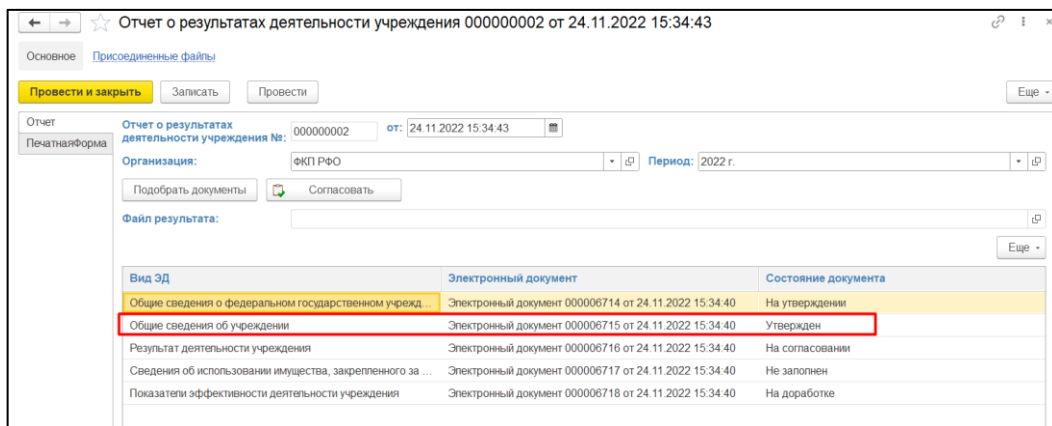 Отчет о результатах деятельности учреждения 000000002 от 24.11.2022 15:34:43
Основное Присоединенные файлы
Провести и закрыть Записать Провести Еще
Отчет
ПечатнаяФорма
Отчет о результатах
деятельности учреждения №: 000000002 от: 24.11.2022 15:34:43
Организация: ФКП РФО Период: 2022 г.
Подобрать документы Согласовать
Файл результата:
Еще
Вид ЭД Электронный документ Состояние документа
Общие сведения о федеральном государственном учрежд... Электронный документ 000006714 от 24.11.2022 15:34:40 На утверждении
Общие сведения об учреждении Электронный документ 000006715 от 24.11.2022 15:34:40 Утвержден
Результат деятельности учреждения Электронный документ 000006716 от 24.11.2022 15:34:40 На согласовании
Сведения об использовании имущества, закрепленного за ... Электронный документ 000006717 от 24.11.2022 15:34:40 Не заполнен
Показатели эффективности деятельности учреждения Электронный документ 000006718 от 24.11.2022 15:34:40 На доработке